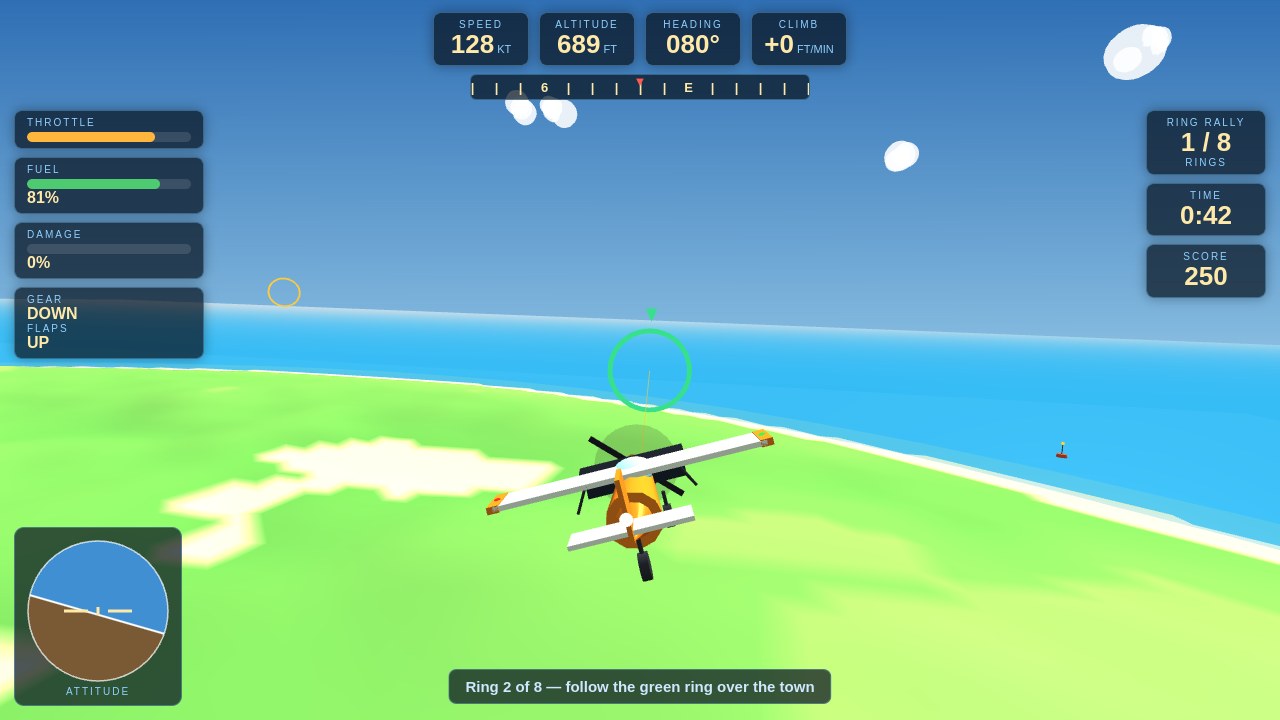 SPEED
128 KT
ALTITUDE
689 FT
HEADING
080°
CLIMB
+0 FT/MIN
6 E
THROTTLE
FUEL
81%
DAMAGE
0%
GEAR
DOWN
FLAPS
UP
RING RALLY
1 / 8
RINGS
TIME
0:42
SCORE
250
ATTITUDE
Ring 2 of 8 — follow the green ring over the town